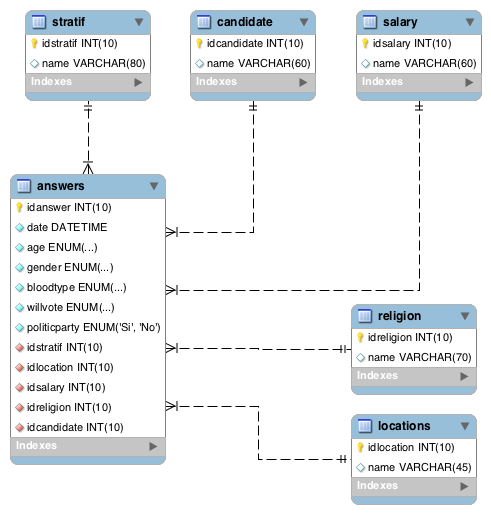 stratif
idstratif INT(10)
name VARCHAR(80)
Indexes
candidate
idcandidate INT(10)
name VARCHAR(60)
Indexes
salary
idsalary INT(10)
name VARCHAR(60)
Indexes
answers
idanswer INT(10)
date DATETIME
age ENUM(...)
gender ENUM(...)
bloodtype ENUM(...)
willvote ENUM(...)
politicparty ENUM('Si', 'No')
idstratif INT(10)
idlocation INT(10)
idsalary INT(10)
idreligion INT(10)
idcandidate INT(10)
Indexes
religion
idreligion INT(10)
name VARCHAR(70)
Indexes
locations
idlocation INT(10)
name VARCHAR(45)
Indexes